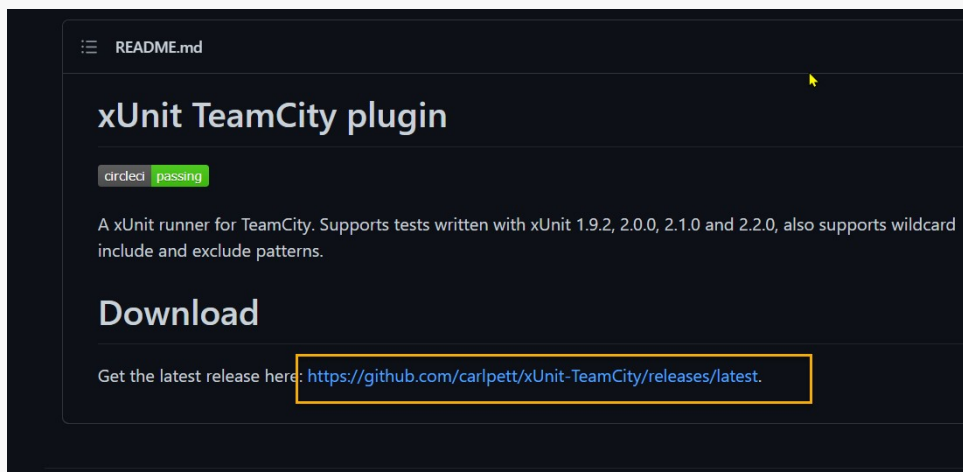 README.md
xUnit TeamCity plugin
circleci passing
A xUnit runner for TeamCity. Supports tests written with xUnit 1.9.2, 2.0.0, 2.1.0 and 2.2.0, also supports wildcard
include and exclude patterns.
Download
Get the latest release here: https://github.com/carlpett/xUnit-TeamCity/releases/latest.